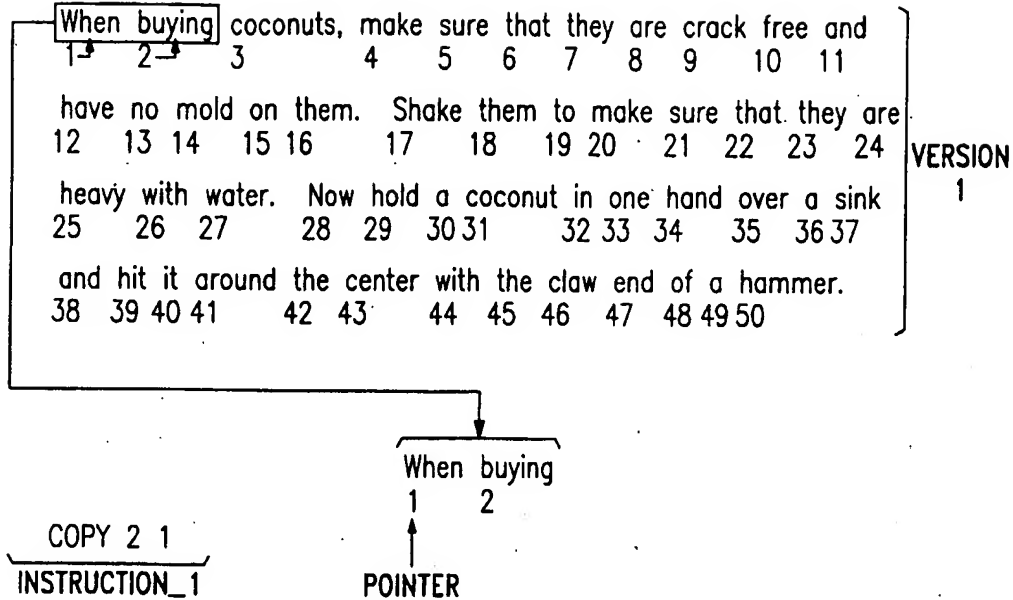 When buying coconuts, make sure that they are crack free and
1 2 3 4 5 6 7 8 9 10 11
have no mold on them. Shake them to make sure that they are
12 13 14 15 16 17 18 19 20 21 22 23 24
heavy with water. Now hold a coconut in one hand over a sink
25 26 27 28 29 30 31 32 33 34 35 36 37
and hit it around the center with the claw end of a hammer.
38 39 40 41 42 43 44 45 46 47 48 49 50
VERSION
1
When buying
1 2
COPY 2 1
INSTRUCTION_1
POINTER